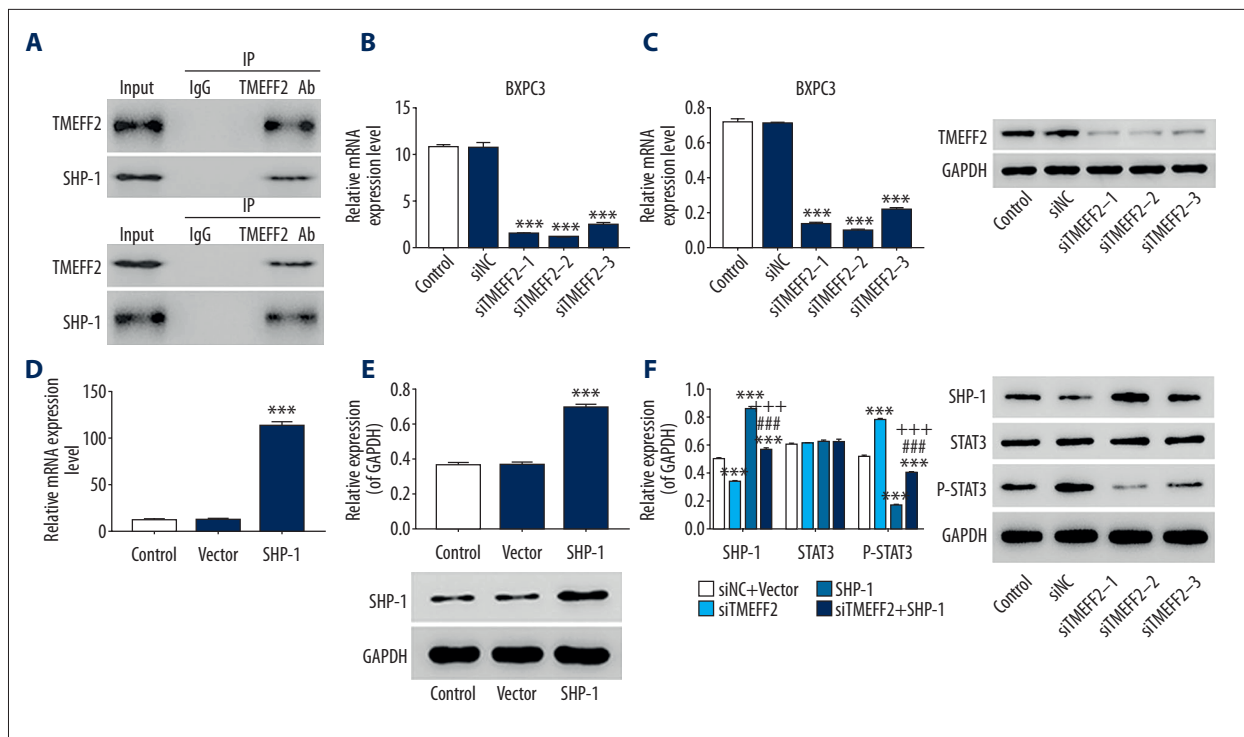 A
IP
Input IgG TMEFF2 Ab
TMEFF2
SHP-1
IP
Input IgG TMEFF2 Ab
TMEFF2
SHP-1
B
BXPC3
Relative mRNA
expression level
15
10
5
0
***
***
***
Control
siNC
siTMEFF2-1
siTMEFF2-2
siTMEFF2-3
C
BXPC3
Relative mRNA
expression level
0.8
0.6
0.4
0.2
0.0
***
***
***
Control
siNC
siTMEFF2-1
siTMEFF2-2
siTMEFF2-3
TMEFF2
GAPDH
Control
siNC
siTMEFF2-1
siTMEFF2-2
siTMEFF2-3
D
Relative mRNA expression
level
150
100
50
0
***
Control Vector SHP-1
E
Relative expression
(of GAPDH)
0.8
0.6
0.4
0.2
0.0
***
Control Vector SHP-1
SHP-1
GAPDH
Control Vector SHP-1
F
Relative expression
(of GAPDH)
1.0
0.8
0.6
0.4
0.2
0.0
***
***
+++
###
***
***
***
+++
###
***
SHP-1 STAT3 P-STAT3
siNC+Vector SHP-1
siTMEFF2 siTMEFF2+SHP-1
SHP-1
STAT3
P-STAT3
GAPDH
Control
siNC
siTMEFF2-1
siTMEFF2-2
siTMEFF2-3